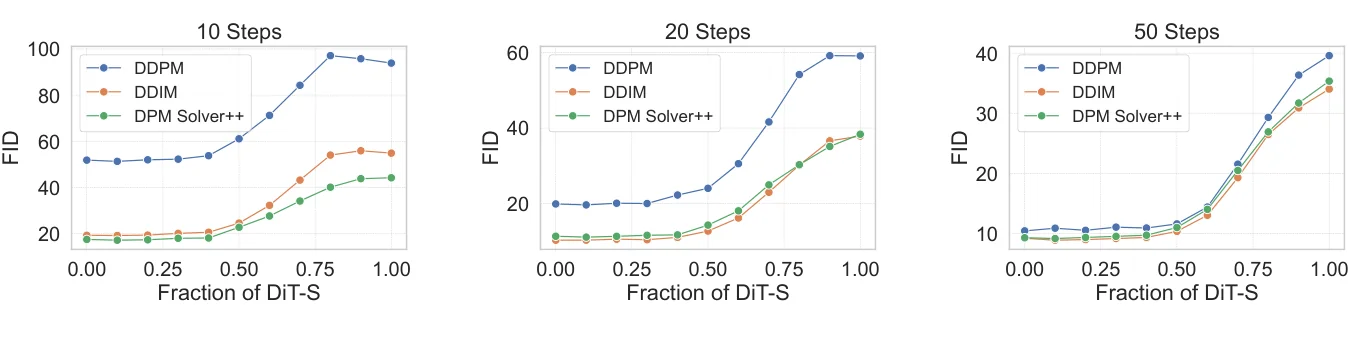 10 Steps
100
80
60
40
20
FID
DDPM
DDIM
DPM Solver++
0.00 0.25 0.50 0.75 1.00
Fraction of DiT-S
20 Steps
60
40
20
FID
DDPM
DDIM
DPM Solver++
0.00 0.25 0.50 0.75 1.00
Fraction of DiT-S
50 Steps
40
30
20
10
FID
DDPM
DDIM
DPM Solver++
0.00 0.25 0.50 0.75 1.00
Fraction of DiT-S